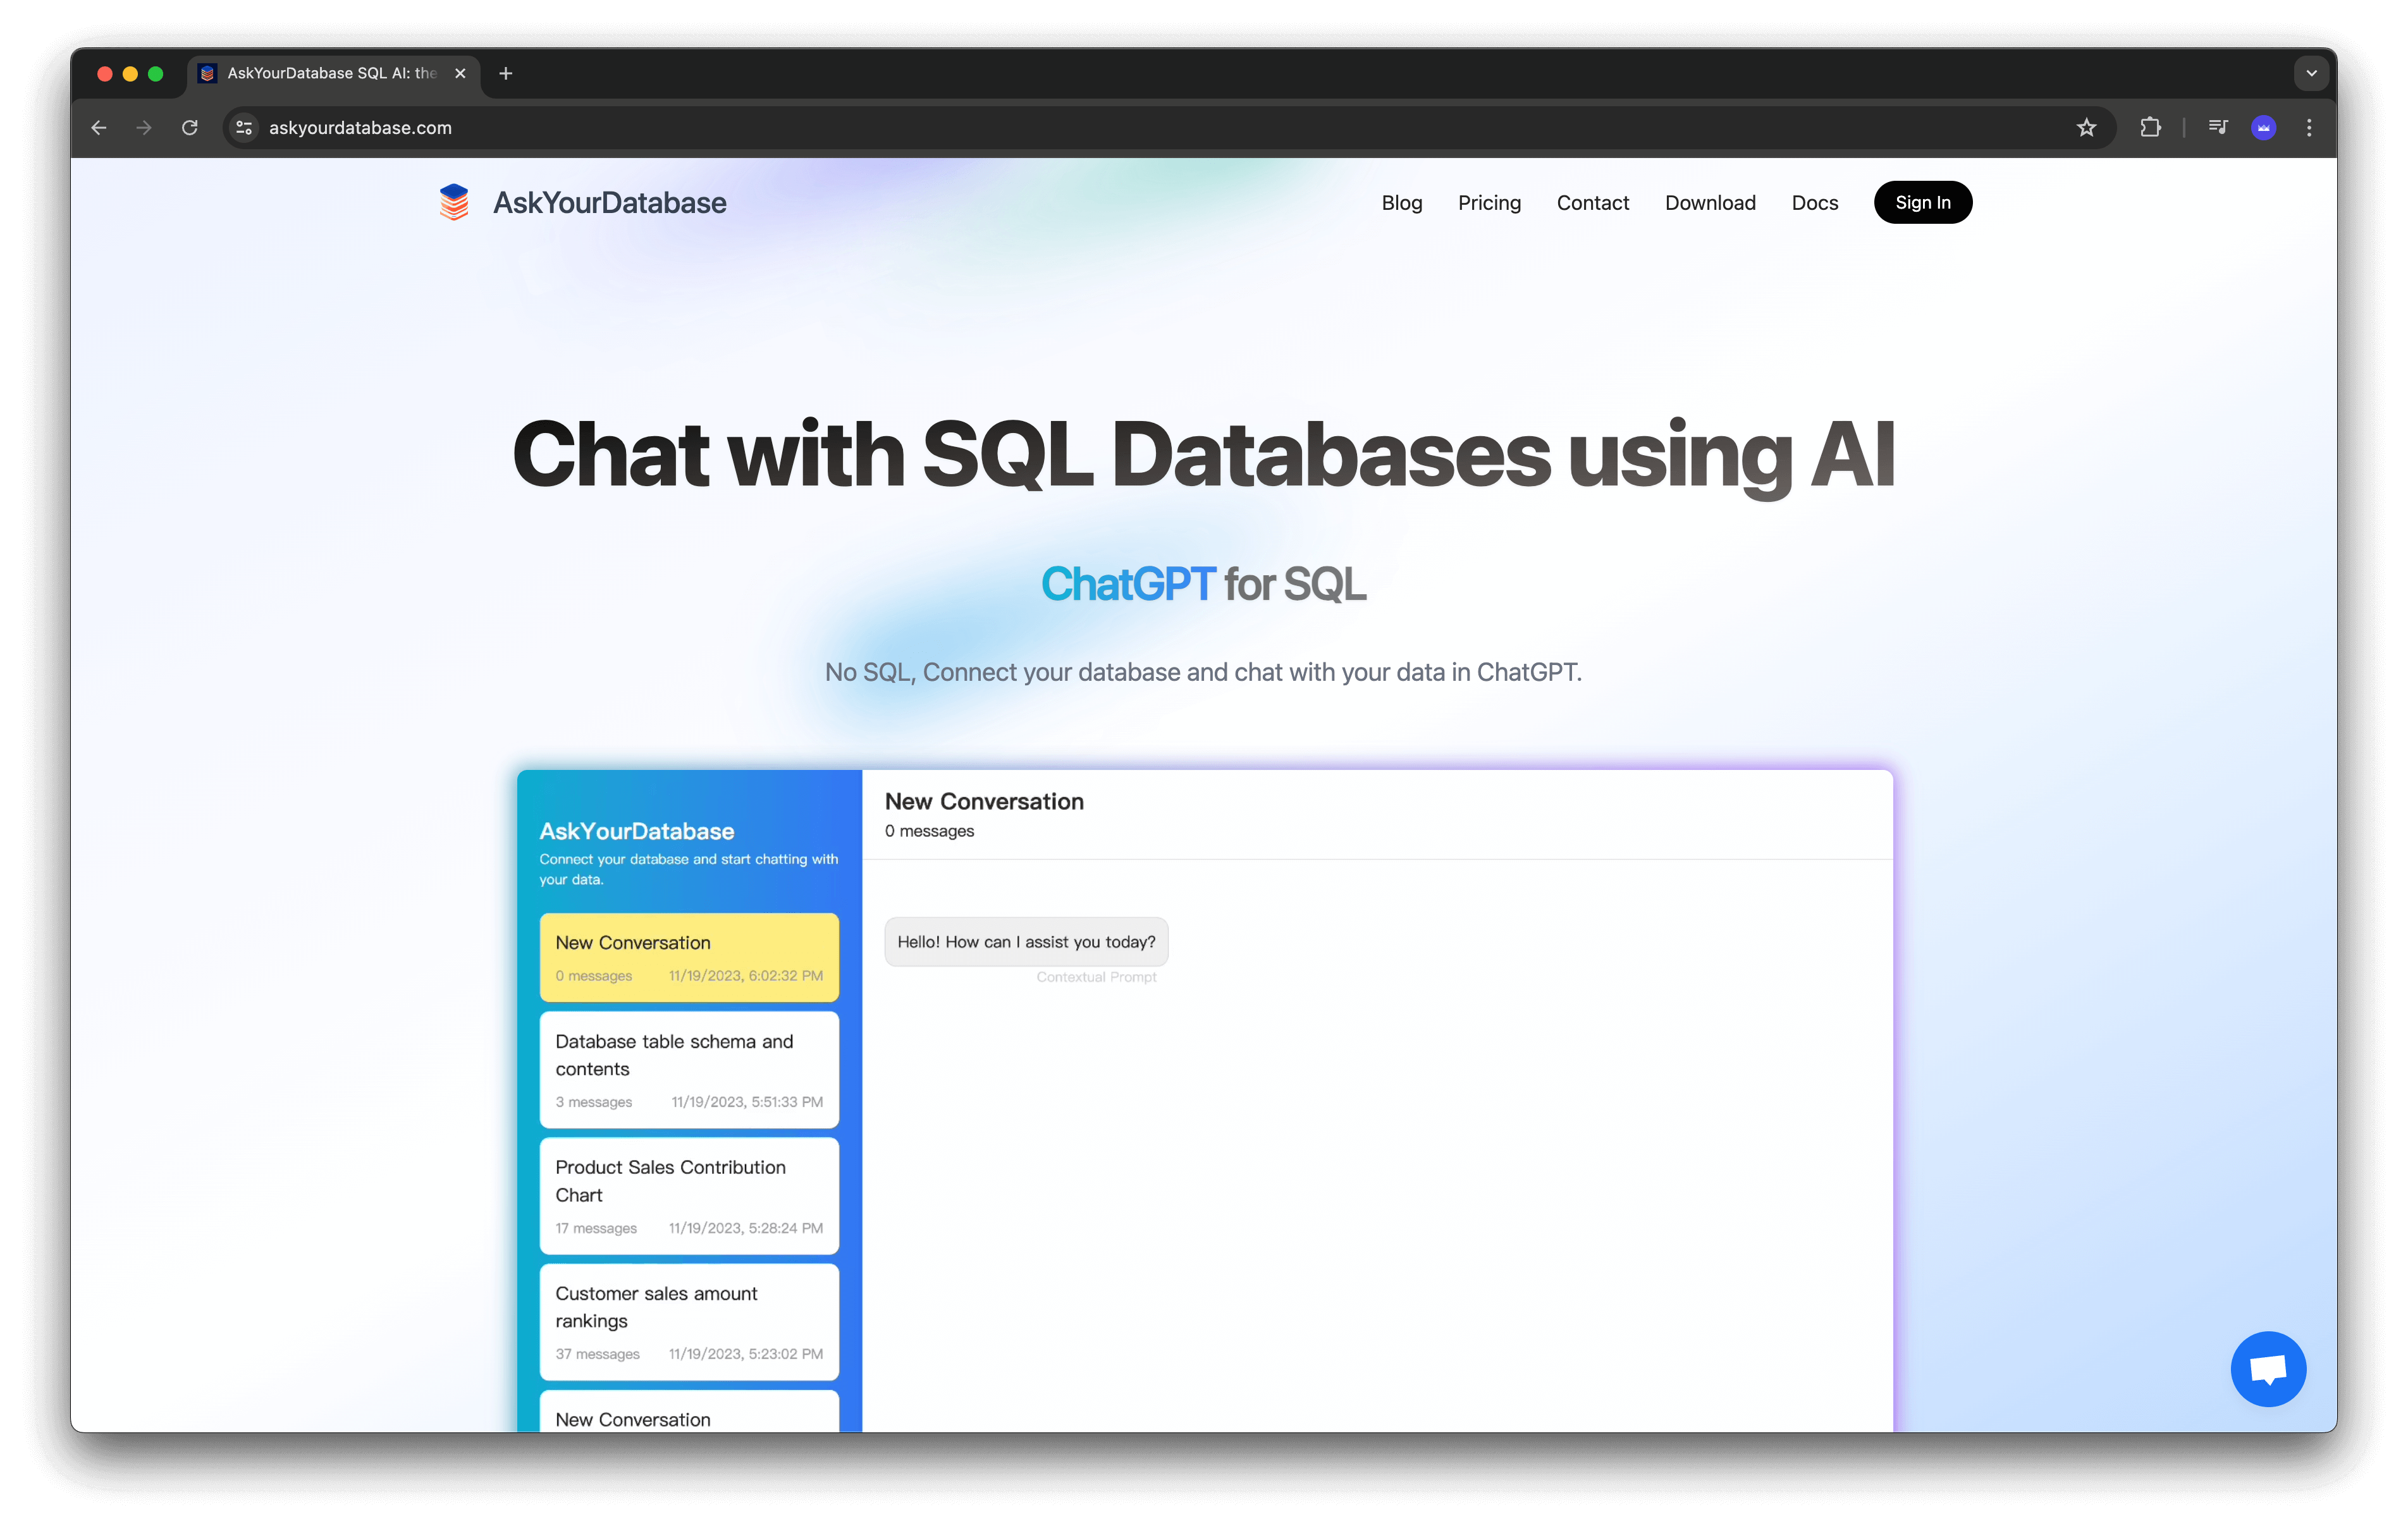 AskYourDatabase SQL AI: the
askyourdatabase.com
AskYourDatabase
Blog
Pricing
Contact
Download
Docs
Sign In
Chat with SQL Databases using AI
ChatGPT for SQL
No SQL, Connect your database and chat with your data in ChatGPT.
AskYourDatabase
Connect your database and start chatting with
your data.
New Conversation
0 messages 11/19/2023, 6:02:32 PM
Database table schema and
contents
3 messages 11/19/2023, 5:51:33 PM
Product Sales Contribution
Chart
17 messages 11/19/2023, 5:28:24 PM
Customer sales amount
rankings
37 messages 11/19/2023, 5:23:02 PM
New Conversation
New Conversation
0 messages
Hello! How can I assist you today?
Contextual Prompt